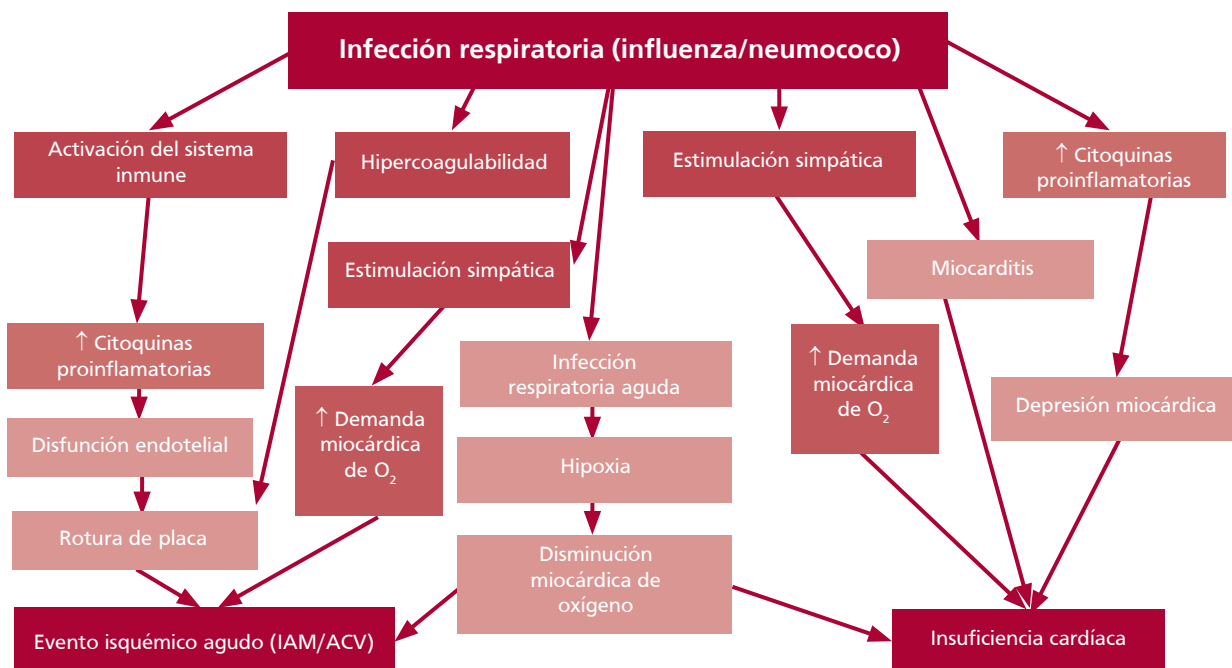 Infección respiratoria (influenza/neumococo)
Activación del sistema
inmune
Hipercoagulabilidad
Estimulación simpática
↑ Citoquinas
proinflamatorias
Estimulación simpática
Miocarditis
↑ Citoquinas
proinflamatorias
Infección
respiratoria aguda
↑ Demanda
miocárdica
de O₂
↑ Demanda
miocárdica
de O₂
Depresión miocárdica
Disfunción endotelial
Hipoxia
Rotura de placa
Disminución
miocárdica de
oxígeno
Evento isquémico agudo (IAM/ACV)
Insuficiencia cardíaca